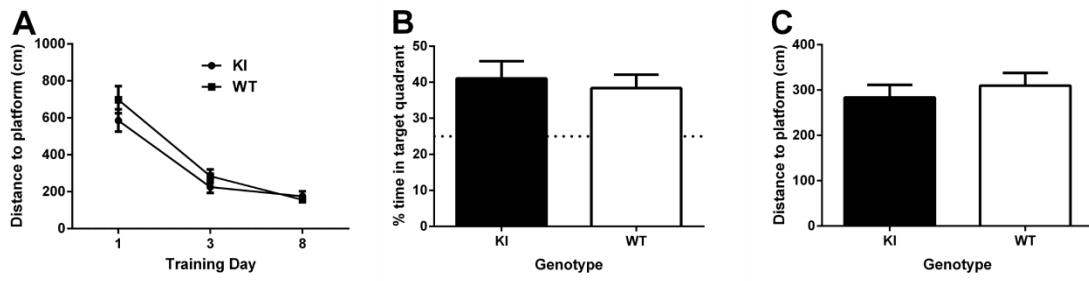 A
Distance to platform (cm)
1000
800
600
400
200
0
KI
WT
1 3 8
Training Day
B
% time in target quadrant
50
40
30
20
10
0
KI WT
Genotype
C
Distance to platform (cm)
400
300
200
300
0
KI WT
Genotype